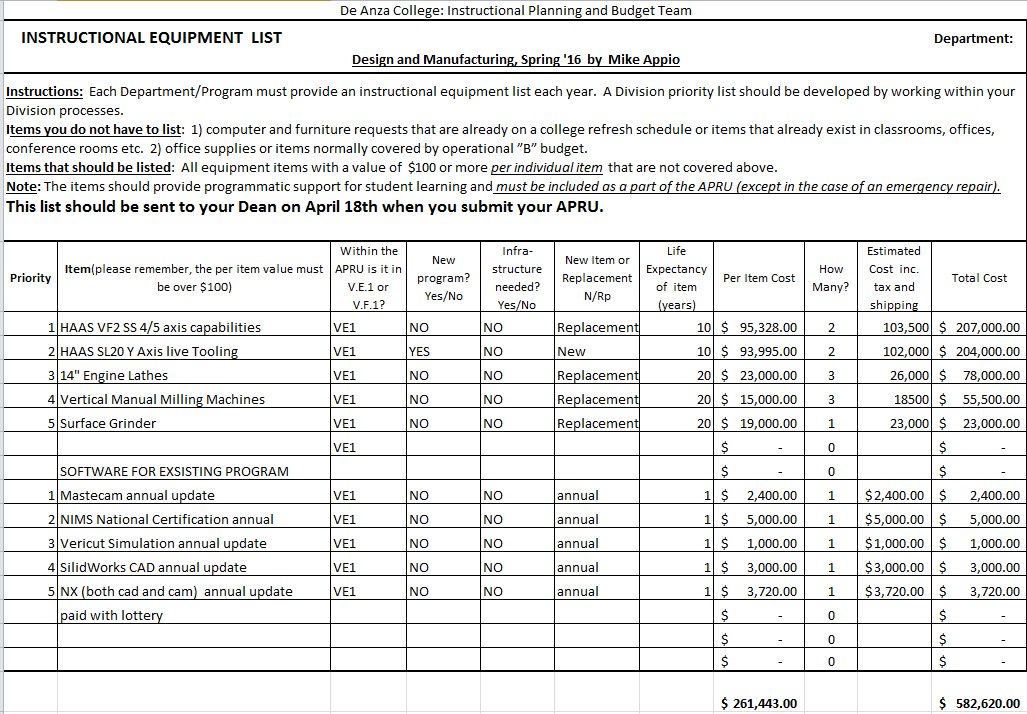 De Anza College: Instructional Planning and Budget Team
INSTRUCTIONAL EQUIPMENT LIST Department:
Design and Manufacturing, Spring '16 by Mike Appio
Instructions: Each Department/Program must provide an instructional equipment list each year. A Division priority list should be developed by working within your
Division processes.
Items you do not have to list: 1) computer and furniture requests that are already on a college refresh schedule or items that already exist in classrooms, offices,
conference rooms etc. 2) office supplies or items normally covered by operational "B" budget.
Items that should be listed: All equipment items with a value of $100 or more per individual item that are not covered above.
Note: The items should provide programmatic support for student learning and must be included as a part of the APRU (except in the case of an emergency repair).
This list should be sent to your Dean on April 18th when you submit your APRU.
Priority Item(please remember, the per item value must be over $100) Within the APRU is it in V.E.1 or V.F.1? New program? Yes/No Infra-structure needed? Yes/No New Item or Replacement N/Rp Life Expectancy of item (years) Per Item Cost How Many? Estimated Cost inc. tax and shipping Total Cost
1 HAAS VF2 SS 4/5 axis capabilities VE1 NO NO Replacement 10 $ 95,328.00 2 103,500 $ 207,000.00
2 HAAS SL20 Y Axis live Tooling VE1 YES NO New 10 $ 93,995.00 2 102,000 $ 204,000.00
3 14" Engine Lathes VE1 NO NO Replacement 20 $ 23,000.00 3 26,000 $ 78,000.00
4 Vertical Manual Milling Machines VE1 NO NO Replacement 20 $ 15,000.00 3 18500 $ 55,500.00
5 Surface Grinder VE1 NO NO Replacement 20 $ 19,000.00 1 23,000 $ 23,000.00
VE1 $ - 0 $ -
SOFTWARE FOR EXSISTING PROGRAM $ - 0 $ -
1 Mastecam annual update VE1 NO NO annual 1 $ 2,400.00 1 $2,400.00 $ 2,400.00
2 NIMS National Certification annual VE1 NO NO annual 1 $ 5,000.00 1 $5,000.00 $ 5,000.00
3 Vericut Simulation annual update VE1 NO NO annual 1 $ 1,000.00 1 $1,000.00 $ 1,000.00
4 SilidWorks CAD annual update VE1 NO NO annual 1 $ 3,000.00 1 $3,000.00 $ 3,000.00
5 NX (both cad and cam) annual update VE1 NO NO annual 1 $ 3,720.00 1 $3,720.00 $ 3,720.00
paid with lottery $ - 0 $ -
$ - 0 $ -
$ - 0 $ -
$ 261,443.00 $ 582,620.00